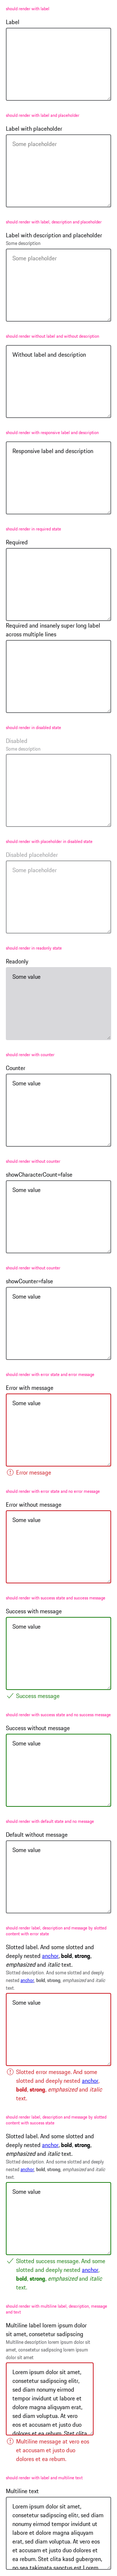 should render with label
Label
should render with label and placeholder
Label with placeholder
Some placeholder
should render with label, description and placeholder
Label with description and placeholder
Some description
Some placeholder
should render without label and without description
Without label and description
should render with responsive label and description
Responsive label and description
should render in required state
Required
Required and insanely super long label
across multiple lines
should render in disabled state
Disabled
Some description
should render with placeholder in disabled state
Disabled placeholder
Some placeholder
should render in readonly state
Readonly
Some value
should render with counter
Counter
Some value
should render without counter
showCharacterCount=false
Some value
should render without counter
showCounter=false
Some value
should render with error state and error message
Error with message
Some value
Error message
should render with error state and no error message
Error without message
Some value
should render with success state and success message
Success with message
Some value
Success message
should render with success state and no success message
Success without message
Some value
should render with default state and no message
Default without message
Some value
should render label, description and message by slotted
content with error state
Slotted label. And some slotted and
deeply nested anchor, bold, strong,
emphasized and italic text.
Slotted description. And some slotted and deeply
nested anchor, bold, strong, emphasized and italic
text.
Some value
Slotted error message. And some
slotted and deeply nested anchor,
bold, strong, emphasized and italic
text.
should render label, description and message by slotted
content with success state
Slotted label. And some slotted and
deeply nested anchor, bold, strong,
emphasized and italic text.
Slotted description. And some slotted and deeply
nested anchor, bold, strong, emphasized and italic
text.
Some value
Slotted success message. And some
slotted and deeply nested anchor,
bold, strong, emphasized and italic
text.
should render with multiline label, description, message
and text
Multiline label lorem ipsum dolor
sit amet, consetetur sadipscing
Multiline description lorem ipsum dolor sit
amet, consetetur sadipscing lorem ipsum
dolor sit amet
Lorem ipsum dolor sit amet,
consetetur sadipscing elitr,
sed diam nonumy eirmod
tempor invidunt ut labore et
dolore magna aliquyam
erat, sed diam voluptua. At
vero eos et accusam et justo
duo dolores et ea rebum.
Multiline message at vero eos
et accusam et justo duo
dolores et ea rebum.
should render with label and multiline text
Multiline text
Lorem ipsum dolor sit amet,
consetetur sadipscing elitr, sed diam
nonumy eirmod tempor invidunt ut
labore et dolore magna aliquyam
erat, sed diam voluptua. At vero eos
et accusam et justo duo dolores et ea
rebum. Stet clita kasd gubergren,
no sea takimata sanctus est Lorem